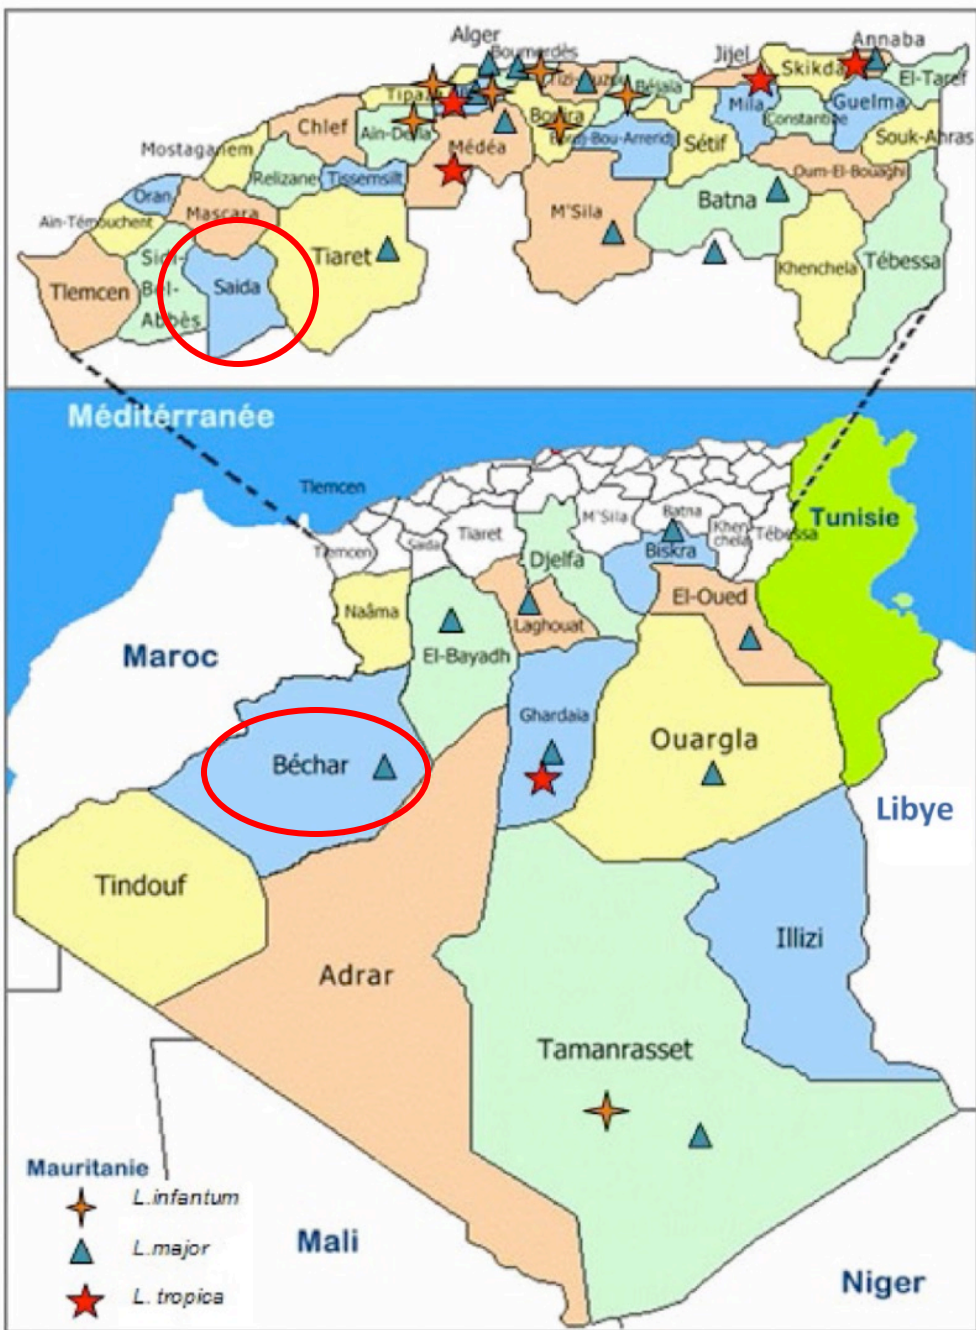 Alger
Boumerdès
Annaba
Jijel
Skikda
El-Taref
Tipaza
Tizi-Ouzou
Béjaia
Mila
Guelma
Constantine
Chlef
Ain-Defla
Bouira
Bordj-Bou-Arreridj
Sétif
Souk-Ahras
Mostaganem
Médéa
Relizane
Tissemsilt
Oum-El-Bouaghi
Oran
Mascara
M'Sila
Batna
Ain-Témouchent
Tiaret
Khenchela
Tébessa
Tlemcen
Sidi-
Bel-
Abbès
Saida
Méditérranée
Tlemcen
Tlemcen
Saida
Tiaret
M'Sila
Batna
Khen
chela
Tébessa
Tunisie
Djelfa
Biskra
Naâma
Laghouat
El-Oued
Maroc
El-Bayadh
Ghardaia
Ouargla
Béchar
Libye
Tindouf
Adrar
Illizi
Tamanrasset
Mauritanie
L.infantum
L.major
L. tropica
Mali
Niger